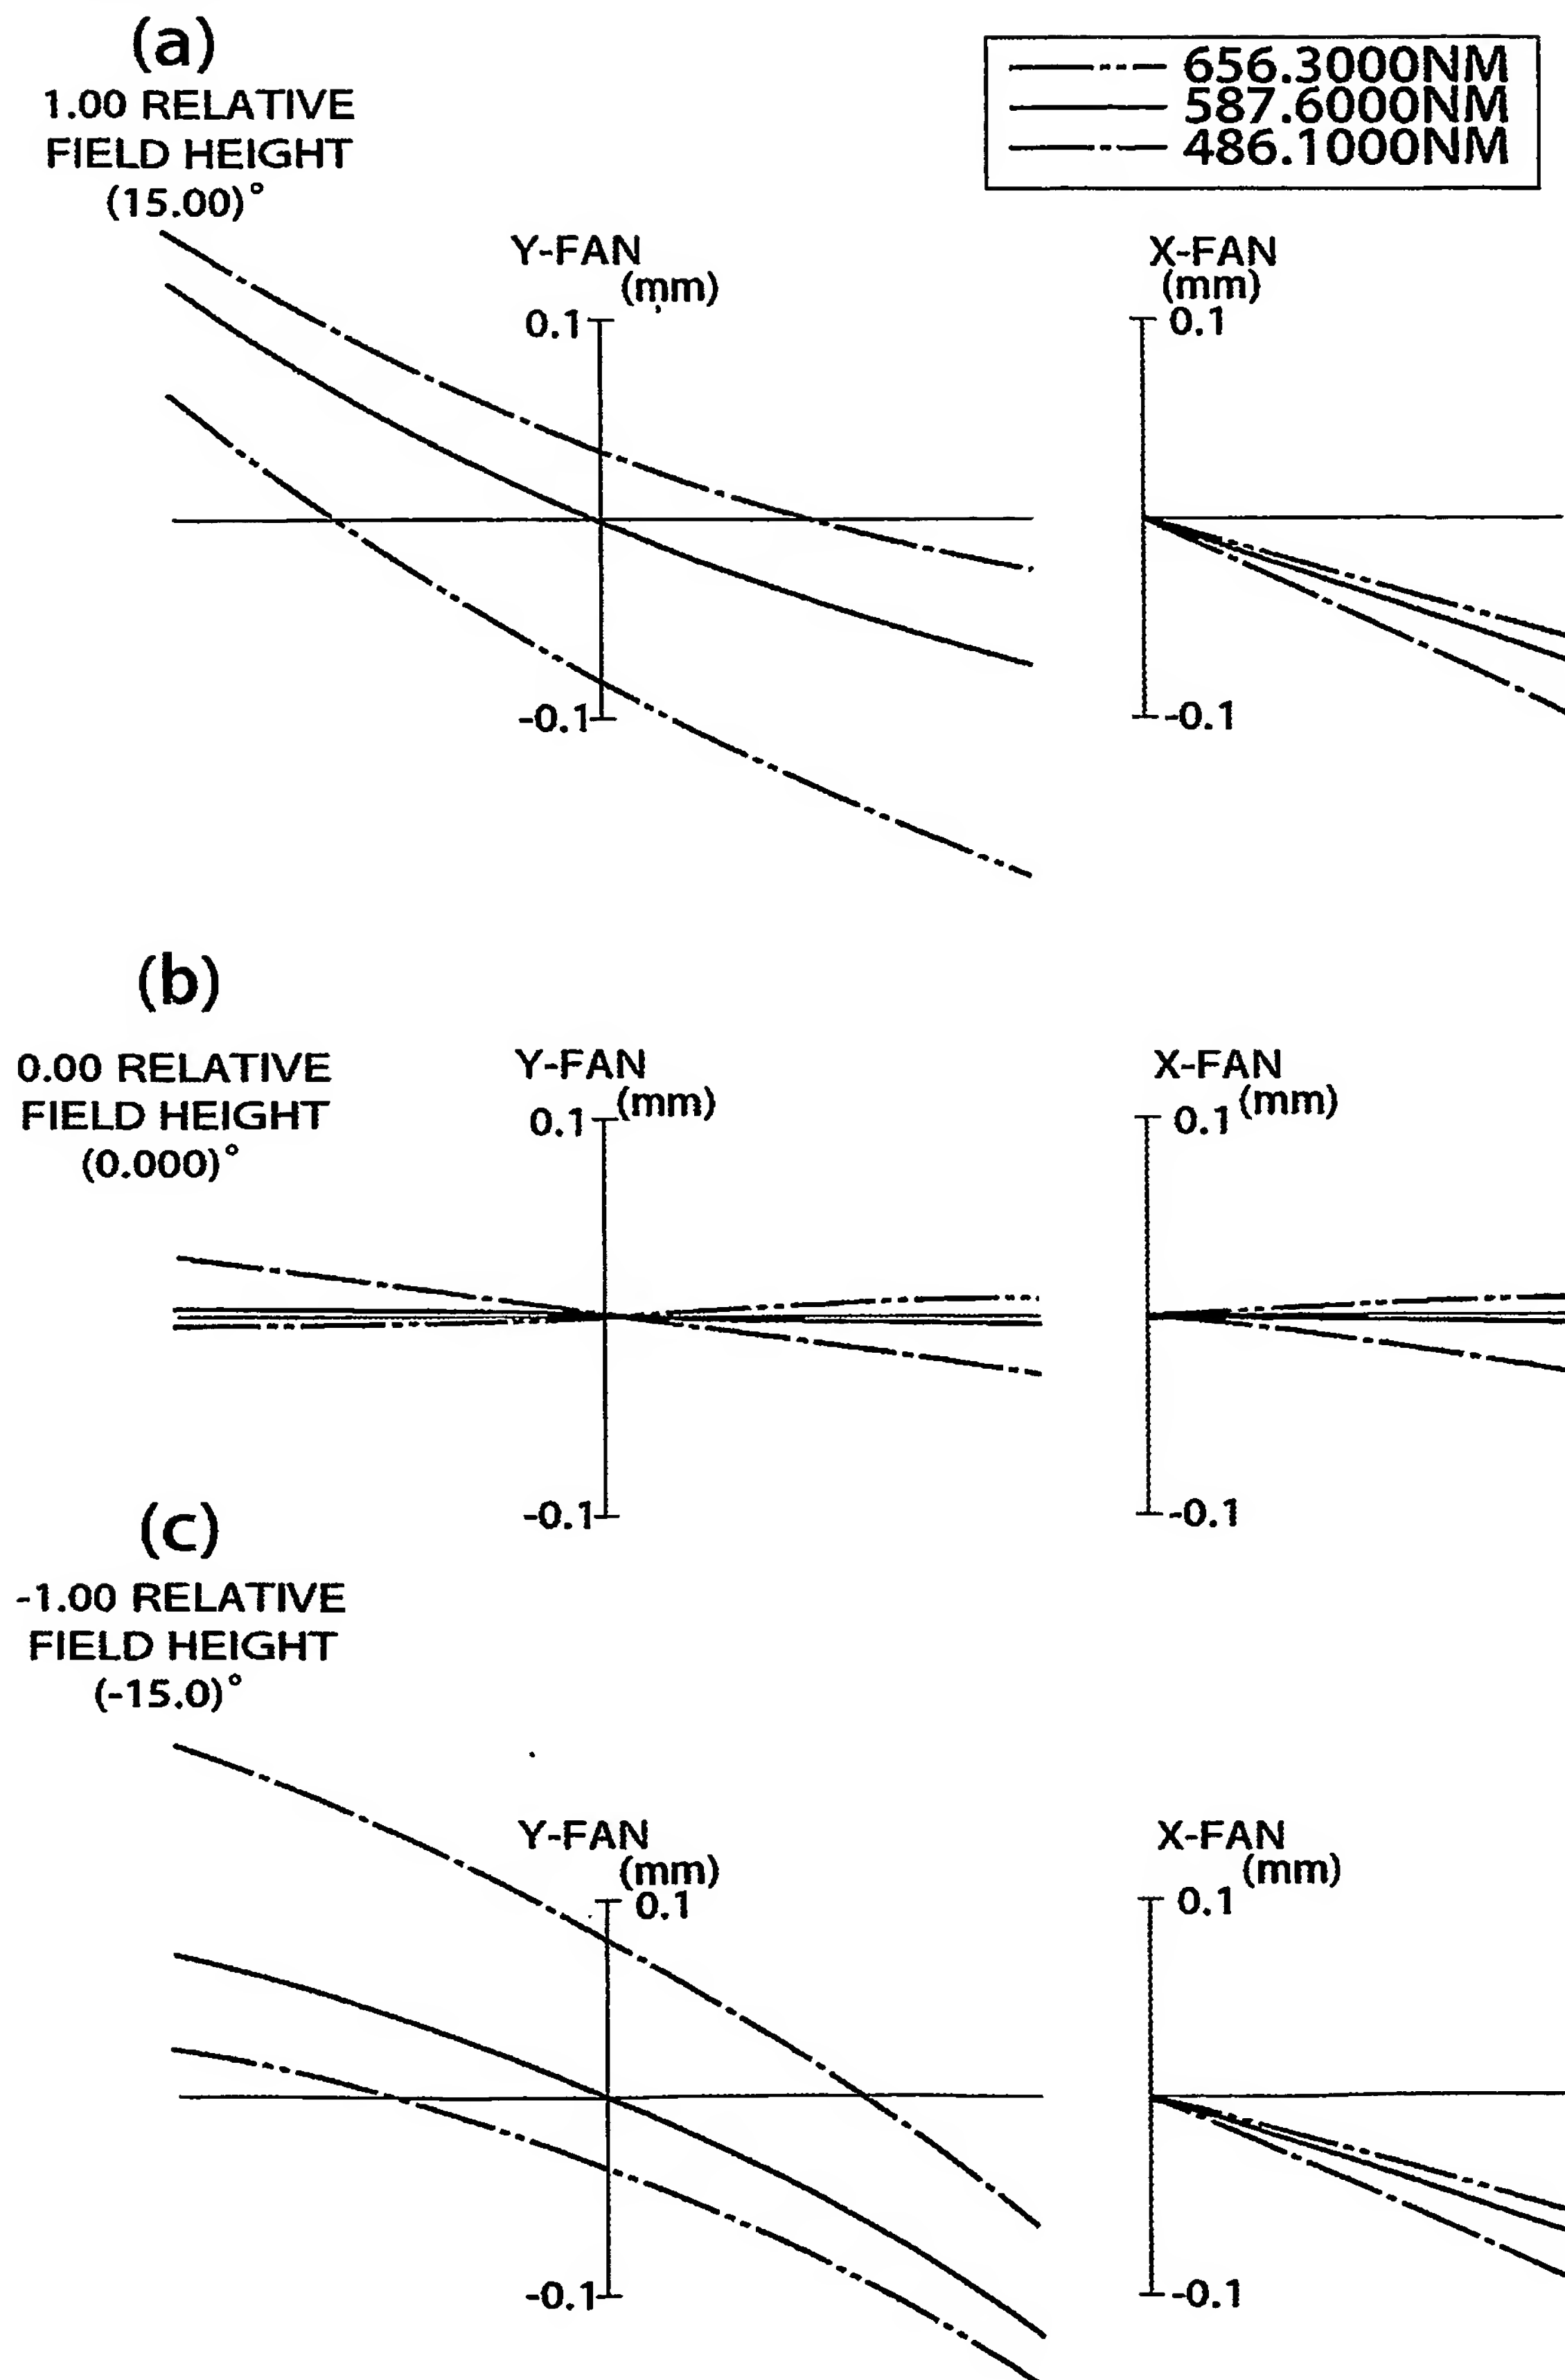 (a)
1.00 RELATIVE
FIELD HEIGHT
(15.00)°
656.3000NM
587.6000NM
486.1000NM
Y-FAN
(mm)
0.1
-0.1
X-FAN
(mm)
0.1
-0.1
(b)
0.00 RELATIVE
FIELD HEIGHT
(0.000)°
Y-FAN
(mm)
0.1
-0.1
X-FAN
(mm)
0.1
-0.1
(c)
-1.00 RELATIVE
FIELD HEIGHT
(-15.0)°
Y-FAN
(mm)
0.1
-0.1
X-FAN
(mm)
0.1
-0.1